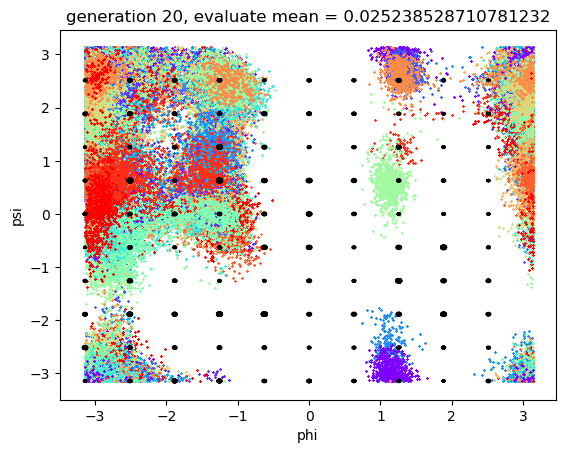 generation 20, evaluate mean = 0.025238528710781232
3
2
1
0
−1
−2
−3
psi
−3 −2 −1 0 1 2 3
phi